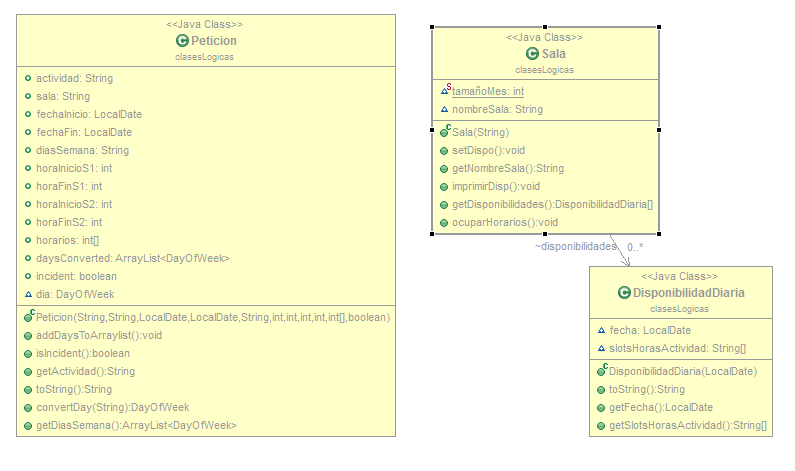 <<Java Class>>
Peticion
clasesLogicas
actividad: String
sala: String
fechaInicio: LocalDate
fechaFin: LocalDate
diasSemana: String
horaInicioS1: int
horaFinS1: int
horaInicioS2: int
horaFinS2: int
horarios: int[]
daysConverted: ArrayList<DayOfWeek>
incident: boolean
dia: DayOfWeek
Peticion(String,String,LocalDate,LocalDate,String,int,int,int,int,int[],boolean)
addDaysToArraylist():void
isIncident():boolean
getActividad():String
toString():String
convertDay(String):DayOfWeek
getDiasSemana():ArrayList<DayOfWeek>
<<Java Class>>
Sala
clasesLogicas
tamañoMes: int
nombreSala: String
Sala(String)
setDispo():void
getNombreSala():String
imprimirDisp():void
getDisponibilidades():DisponibilidadDiaria[]
ocuparHorarios():void
~disponibilidades 0..*
<<Java Class>>
DisponibilidadDiaria
clasesLogicas
fecha: LocalDate
slotsHorasActividad: String[]
DisponibilidadDiaria(LocalDate)
toString():String
getFecha():LocalDate
getSlotsHorasActividad():String[]